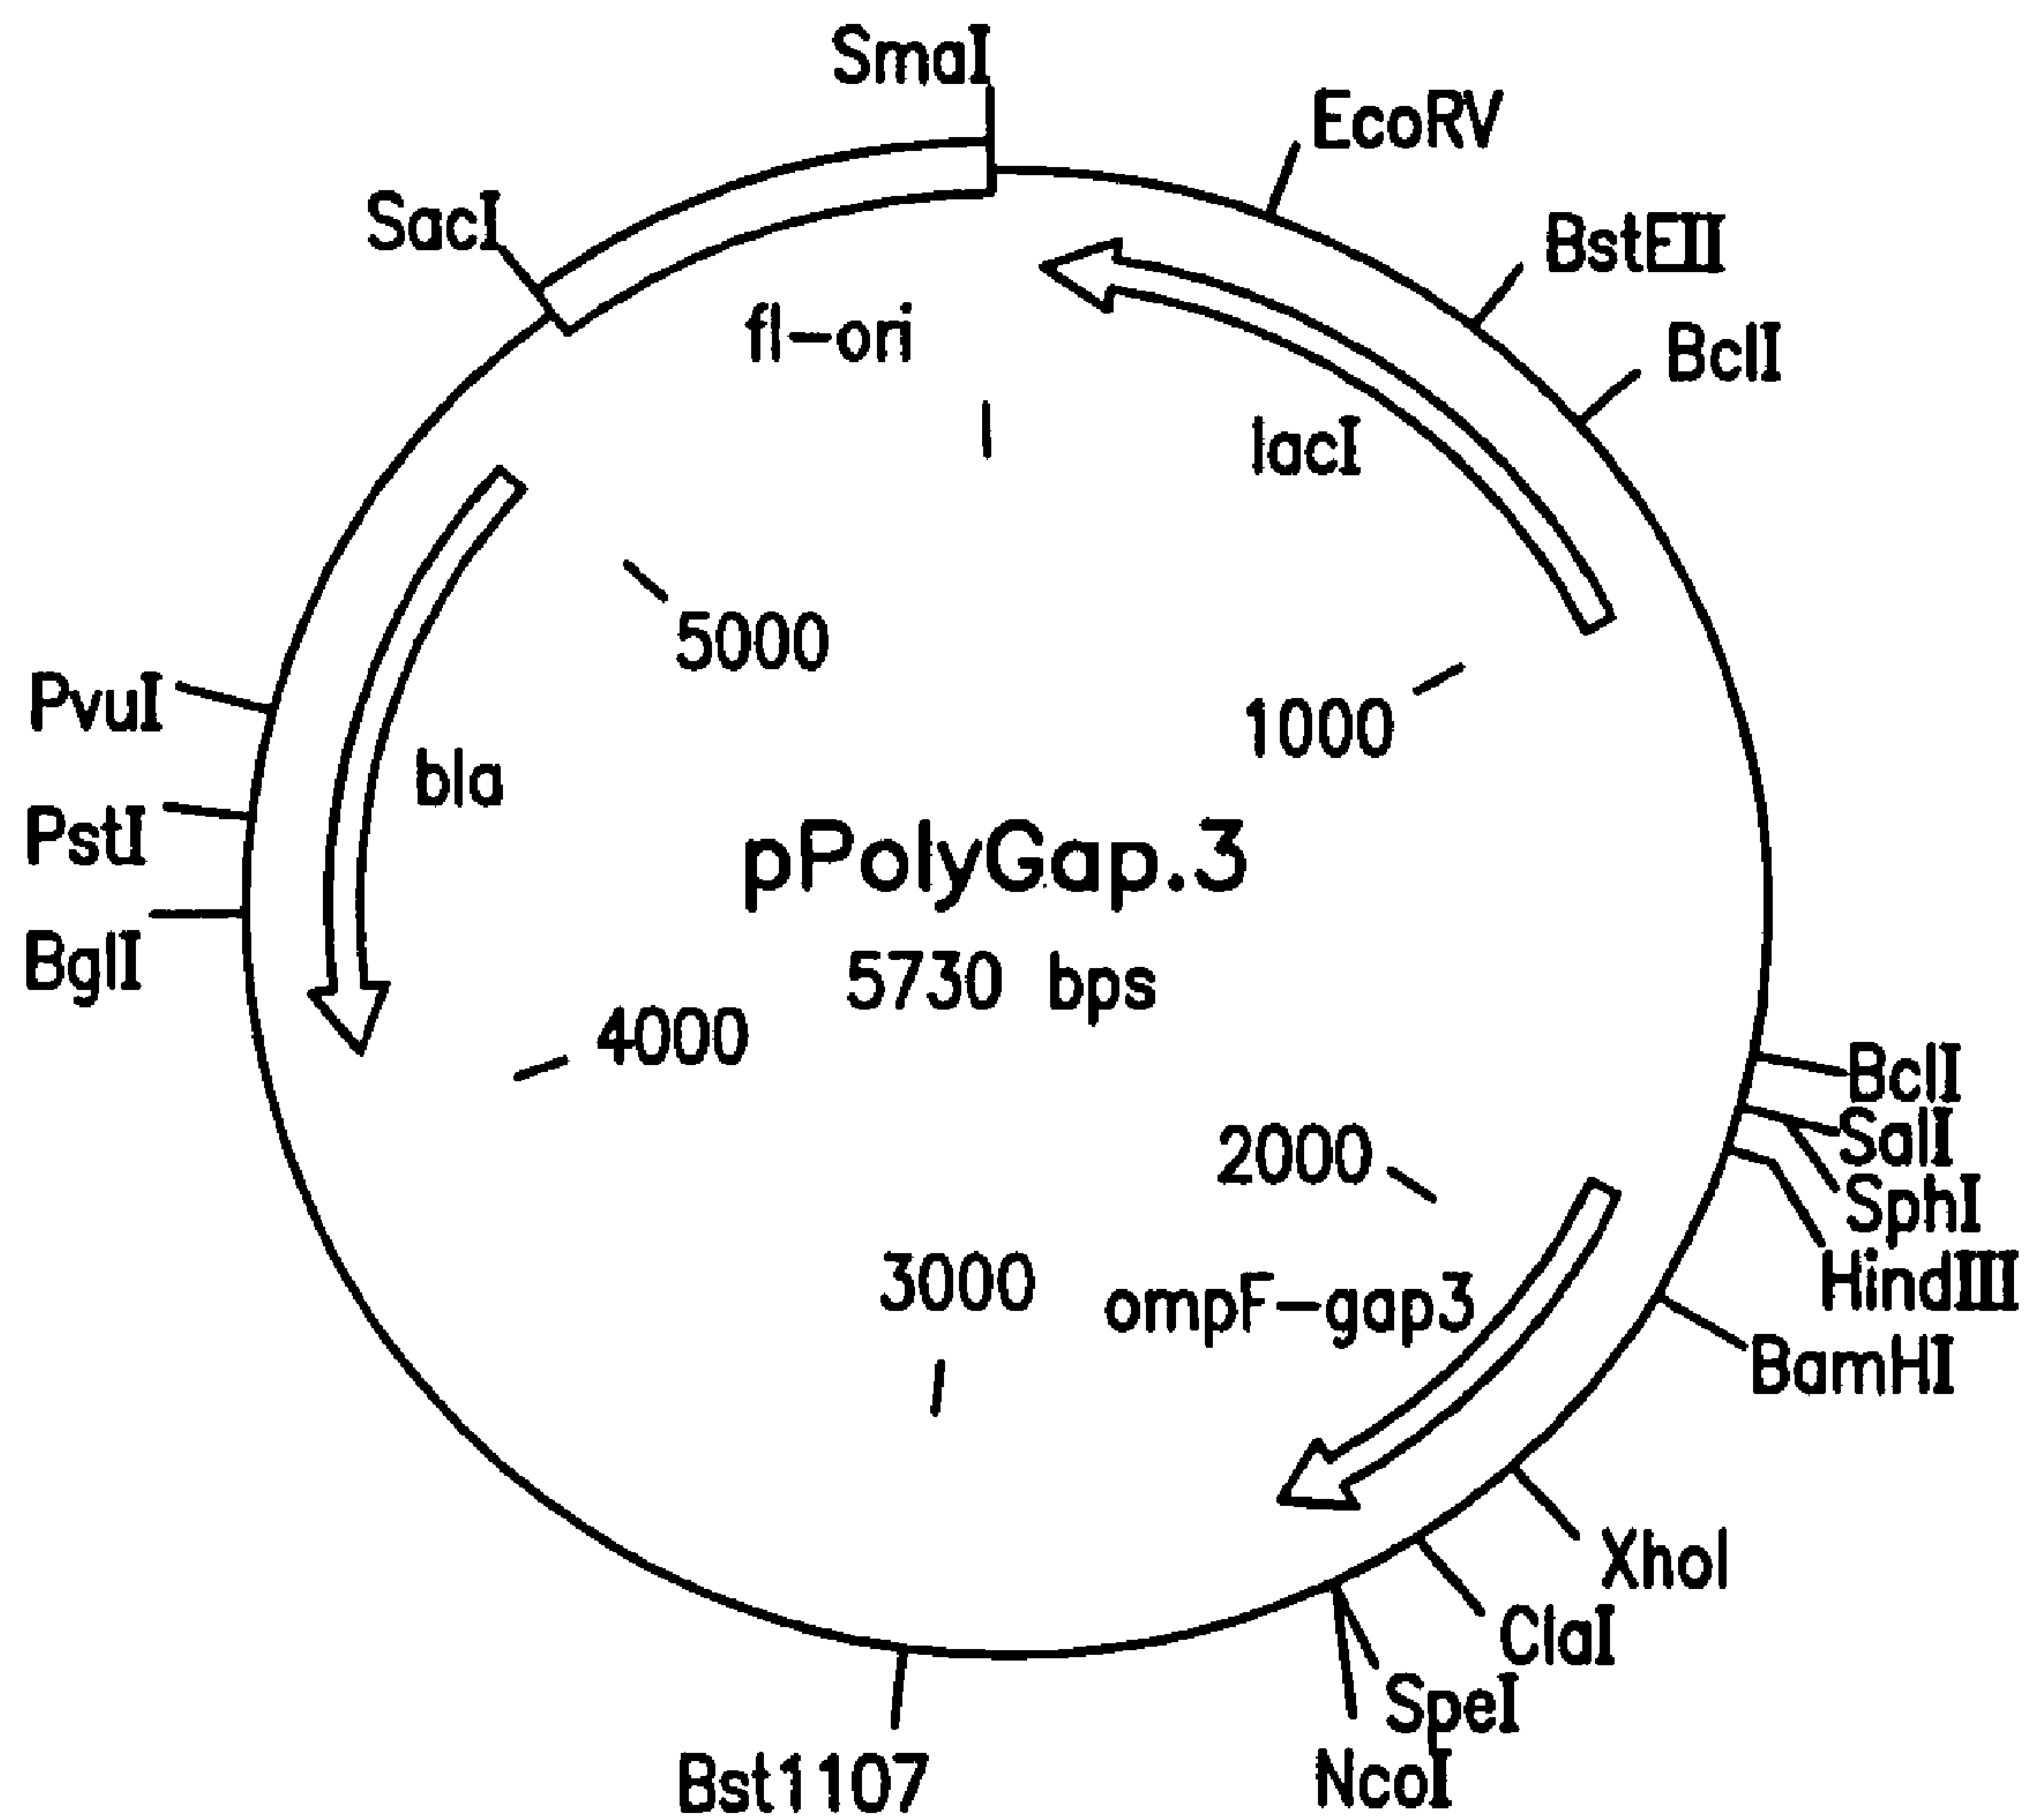 SmaI
EcoRV
SacI
BstEII
fl-ori
BclI
lacI
5000
PvuI
1000
bla
PstI
pPolyGap.3
BglI
5730 bps
4000
BclI
SalI
2000
SphI
3000
ompF-gap3
HindIII
BamHI
XhoI
ClaI
SpeI
Bst1107
NcoI